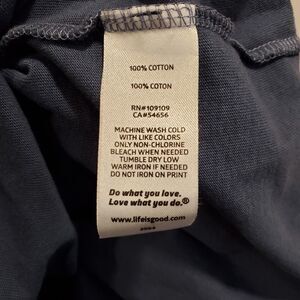 100% COTTON
100% COTON
RN#109109
CA#54656
MACHINE WASH COLD
WITH LIKE COLORS
ONLY NON-CHLORINE
BLEACH WHEN NEEDED
TUMBLE DRY LOW
WARM IRON IF NEEDED
DO NOT IRON ON PRINT
Do what you love.
Love what you do.®
www.lifeisgood.com